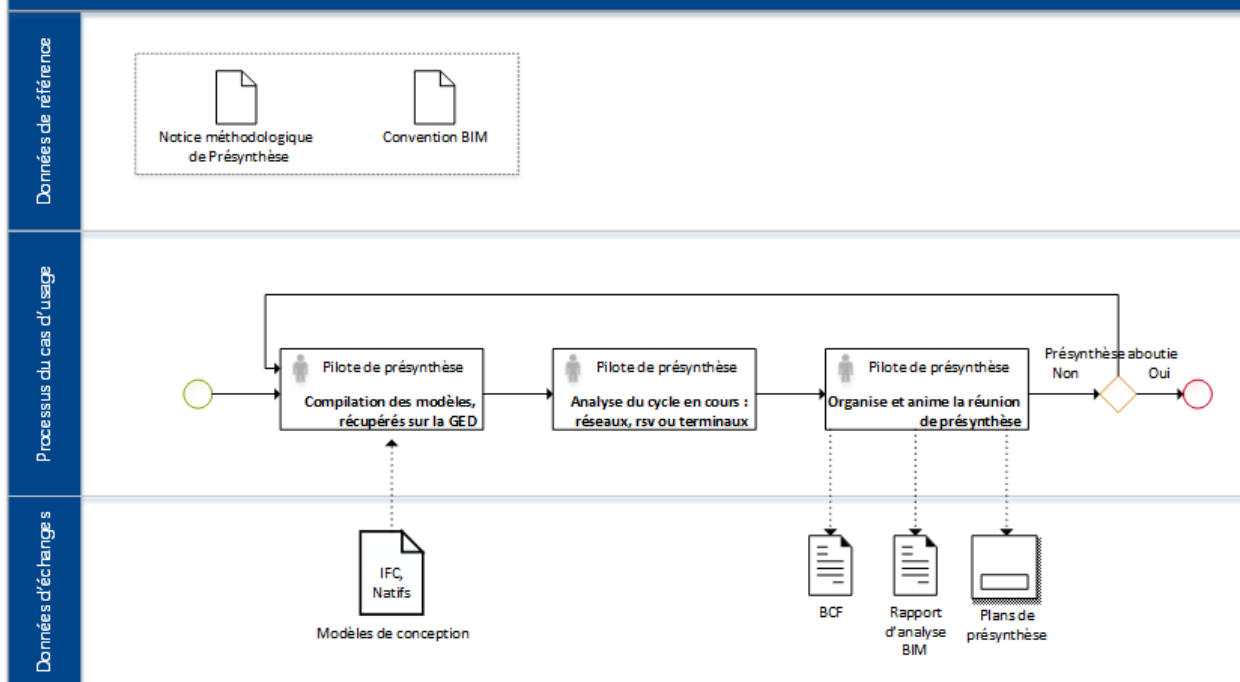 Données de référence
Notice méthodologique
de Présynthèse
Convention BIM
Processus du cas d'usage
Pilote de présynthèse
Compilation des modèles,
récupérés sur la GED
Pilote de présynthèse
Analyse du cycle en cours :
réseaux, rsv ou terminaux
Pilote de présynthèse
Organise et anime la réunion
de présynthèse
Présynthèse aboutie
Non
Oui
Données d'échanges
IFC,
Natifs
Modèles de conception
BCF
Rapport
d'analyse
BIM
Plans de
présynthèse